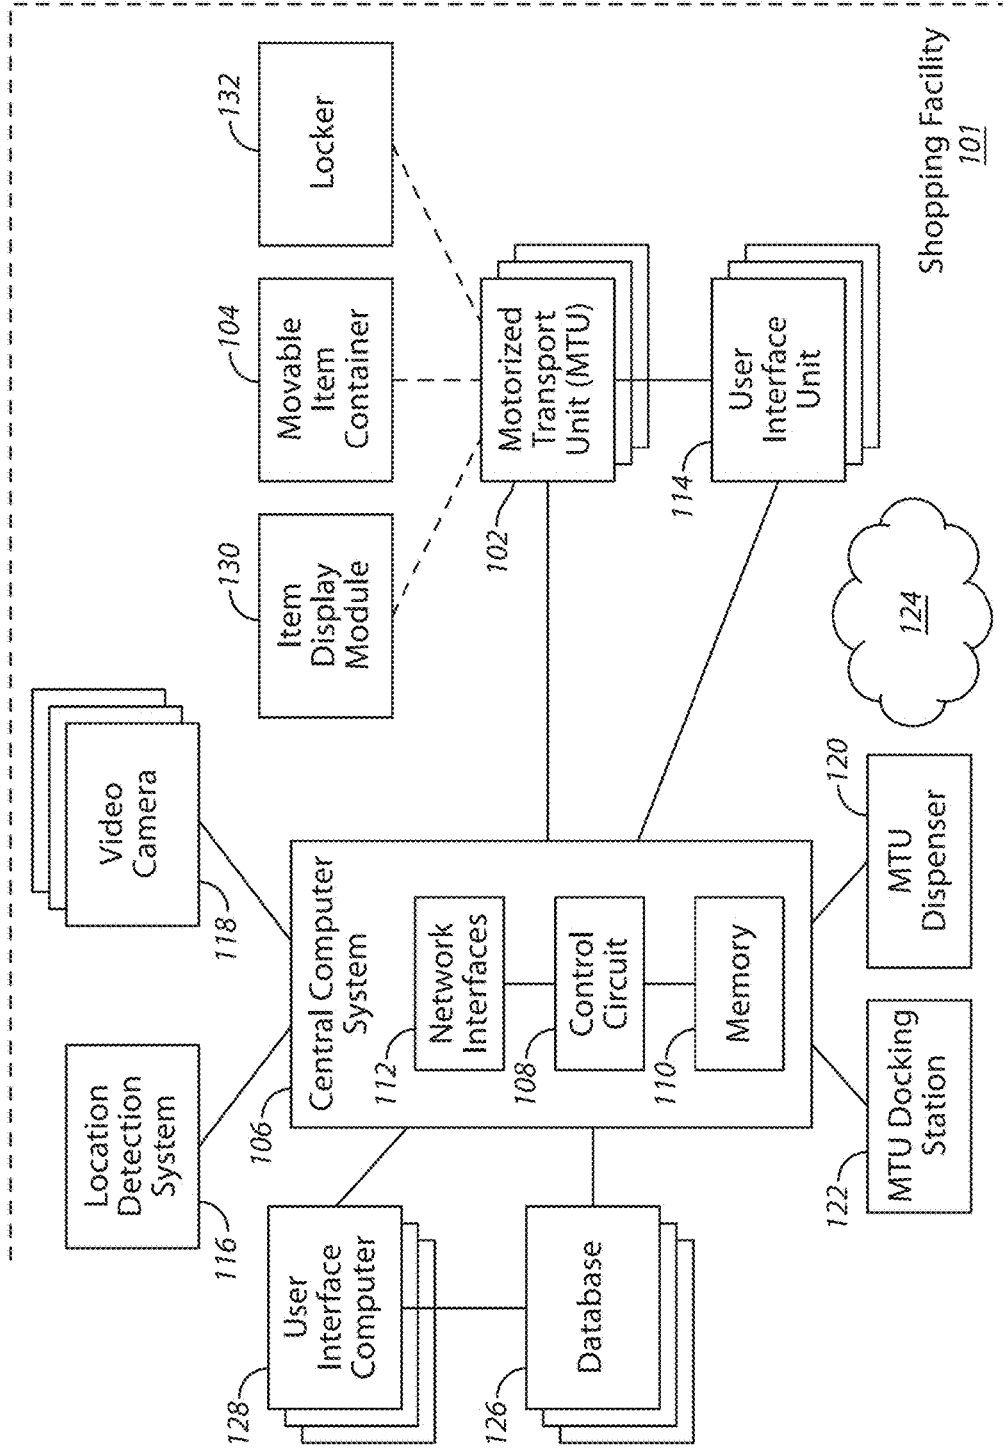 Location
Detection
System
116
Video
Camera
118
128
User
Interface
Computer
126
Database
106
Central Computer
System
112
Network
Interfaces
108
Control
Circuit
110
Memory
122
MTU Docking
Station
120
MTU
Dispenser
130
Item
Display
Module
104
Movable
Item
Container
132
Locker
102
Motorized
Transport
Unit (MTU)
114
User
Interface
Unit
124
Shopping Facility
101